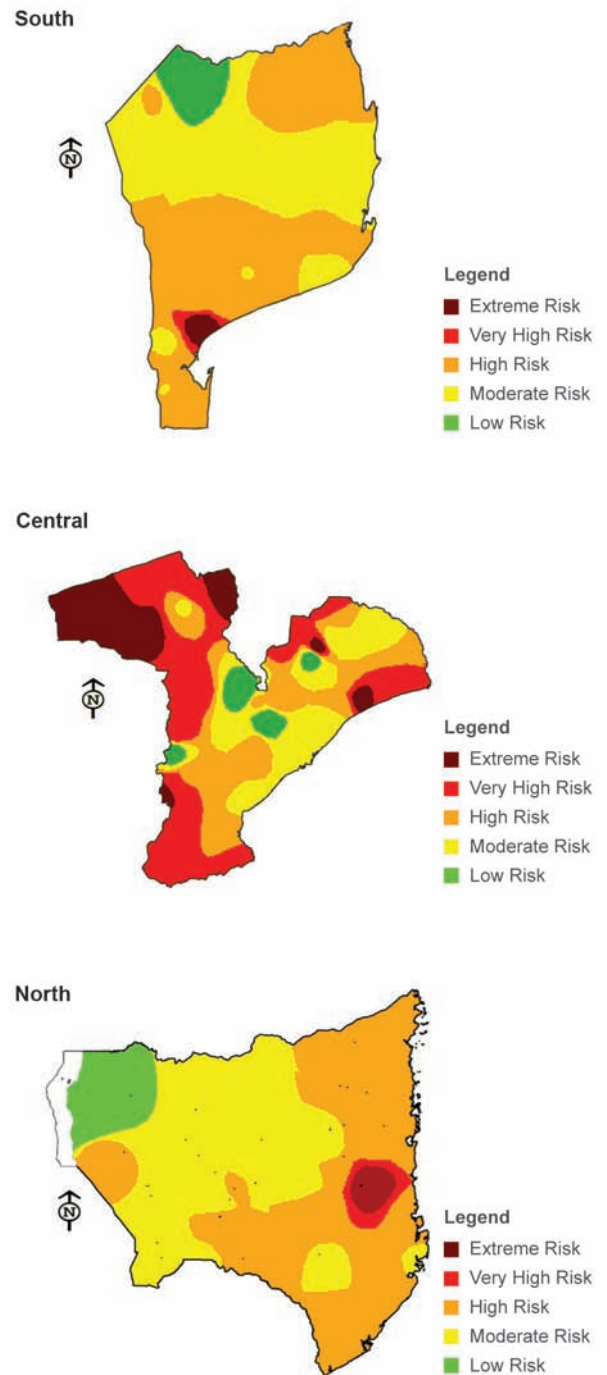 South
N
Legend
Extreme Risk
Very High Risk
High Risk
Moderate Risk
Low Risk
Central
N
Legend
Extreme Risk
Very High Risk
High Risk
Moderate Risk
Low Risk
North
N
Legend
Extreme Risk
Very High Risk
High Risk
Moderate Risk
Low Risk